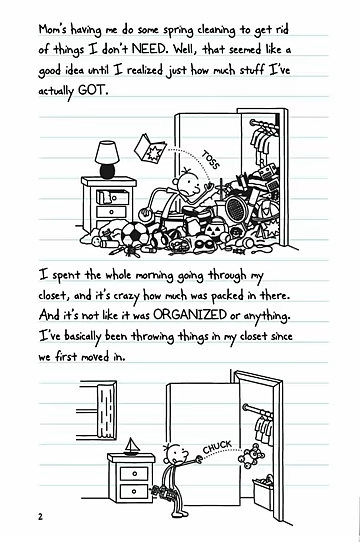 Mom's having me do some spring cleaning to get rid
of things I don't NEED. Well, that seemed like a
good idea until I realized just how much stuff I've
actually GOT.
TOSS
I spent the whole morning going through my
closet, and it's crazy how much was packed in there.
And it's not like it was ORGANIZED or anything.
I've basically been throwing things in my closet since
we first moved in.
CHUCK
2